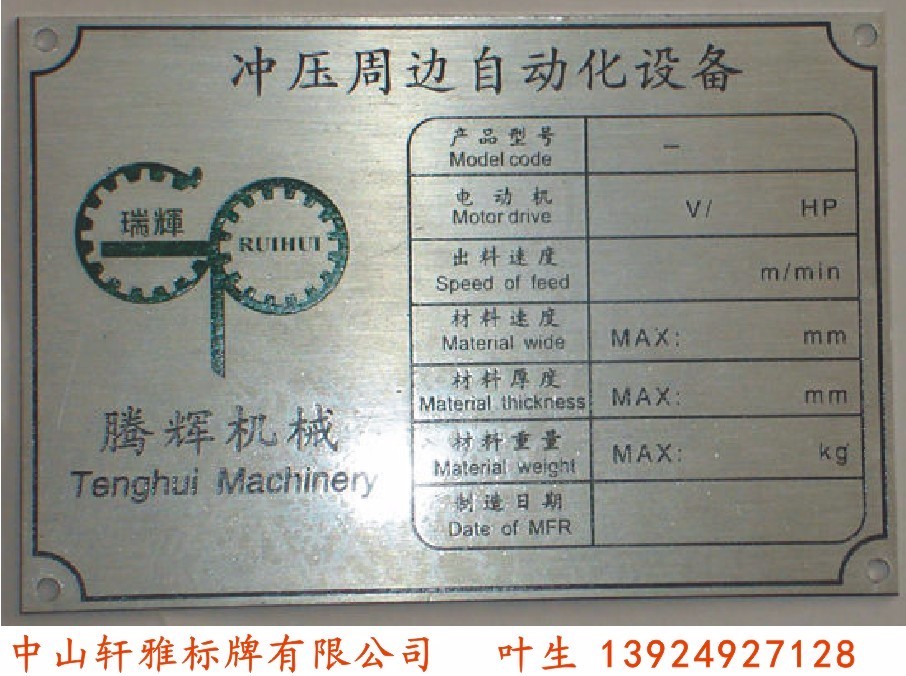 冲压周边自动化设备
瑞輝
RUIHUI
腾辉机械
Tenghui Machinery
产品型号
Model code
–
电动机
Motor drive
V/ HP
出料速度
Speed of feed
m/min
材料速度
Material wide
MAX: mm
材料厚度
Material thickness
MAX: mm
材料重量
Material weight
MAX: kg
制造日期
Date of MFR
中山轩雅标牌有限公司 叶生 13924927128